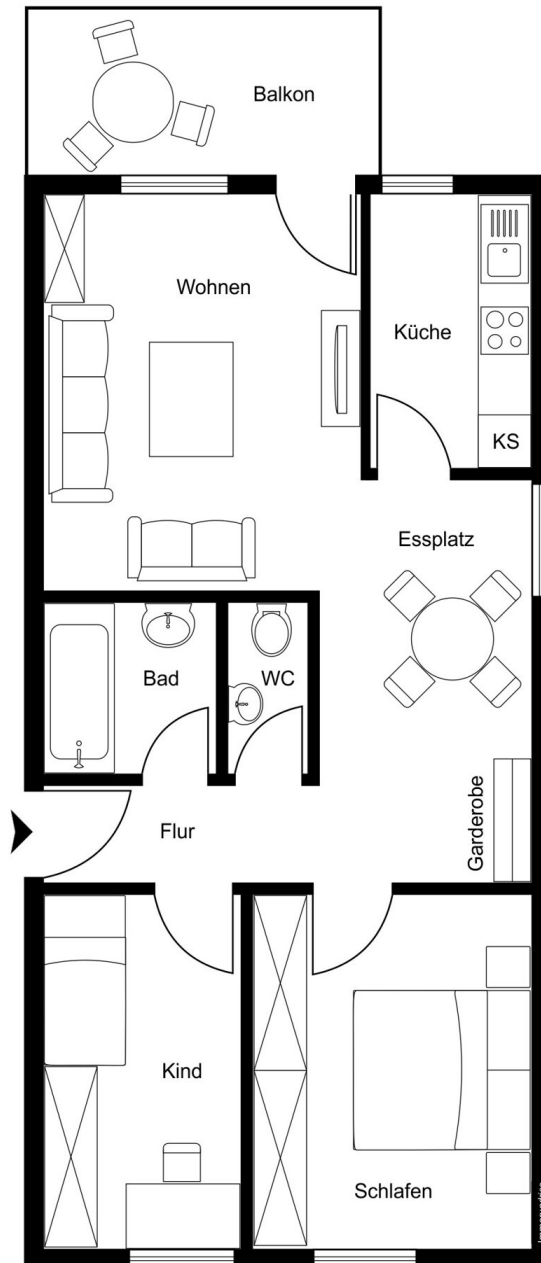 Balkon
Wohnen
Küche
KS
Essplatz
Bad
WC
Flur
Garderobe
Kind
Schlafen